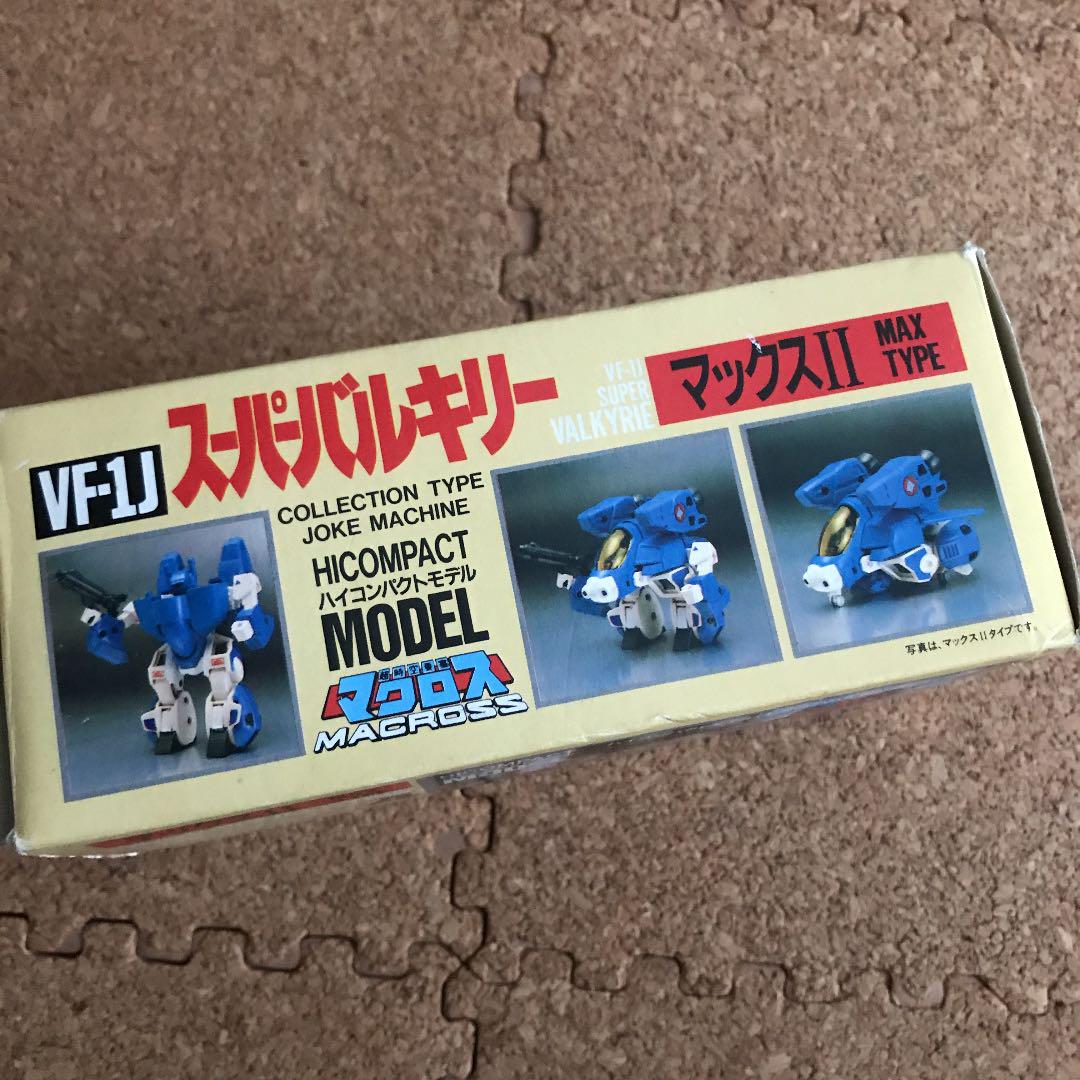 VF-1J
スーパーバルキリー
VF-1J
SUPER
VALKYRIE
マックスII
MAX
TYPE
COLLECTION TYPE
JOKE MACHINE
HICOMPACT
ハイコンパクトモデル
MODEL
超時空要塞
マクロス
MACROSS
写真は、マックスIIタイプです。